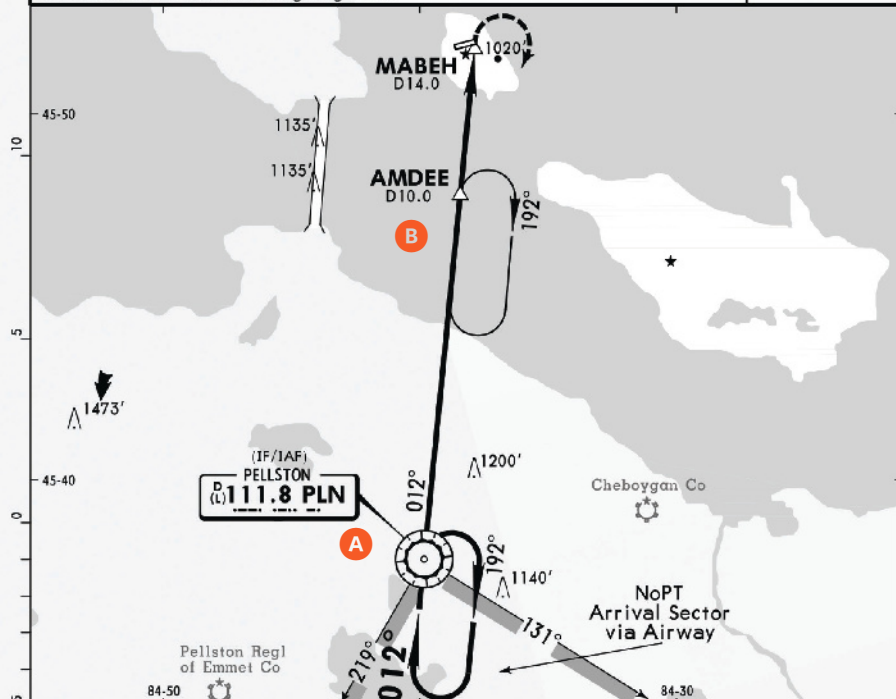 1020'
MABEH
D14.0
45-50
1135'
10
1135'
AMDEE
D10.0
192°
B
5
1473'
(IF/IAF)
PELLSTON
1200'
45-40
D
(L) 111.8 PLN
012°
Cheboygan Co
0
A
192°
1140'
NoPT
Arrival Sector
via Airway
131°
219°
012°
Pellston Regl
of Emmet Co
84-50
84-30
5